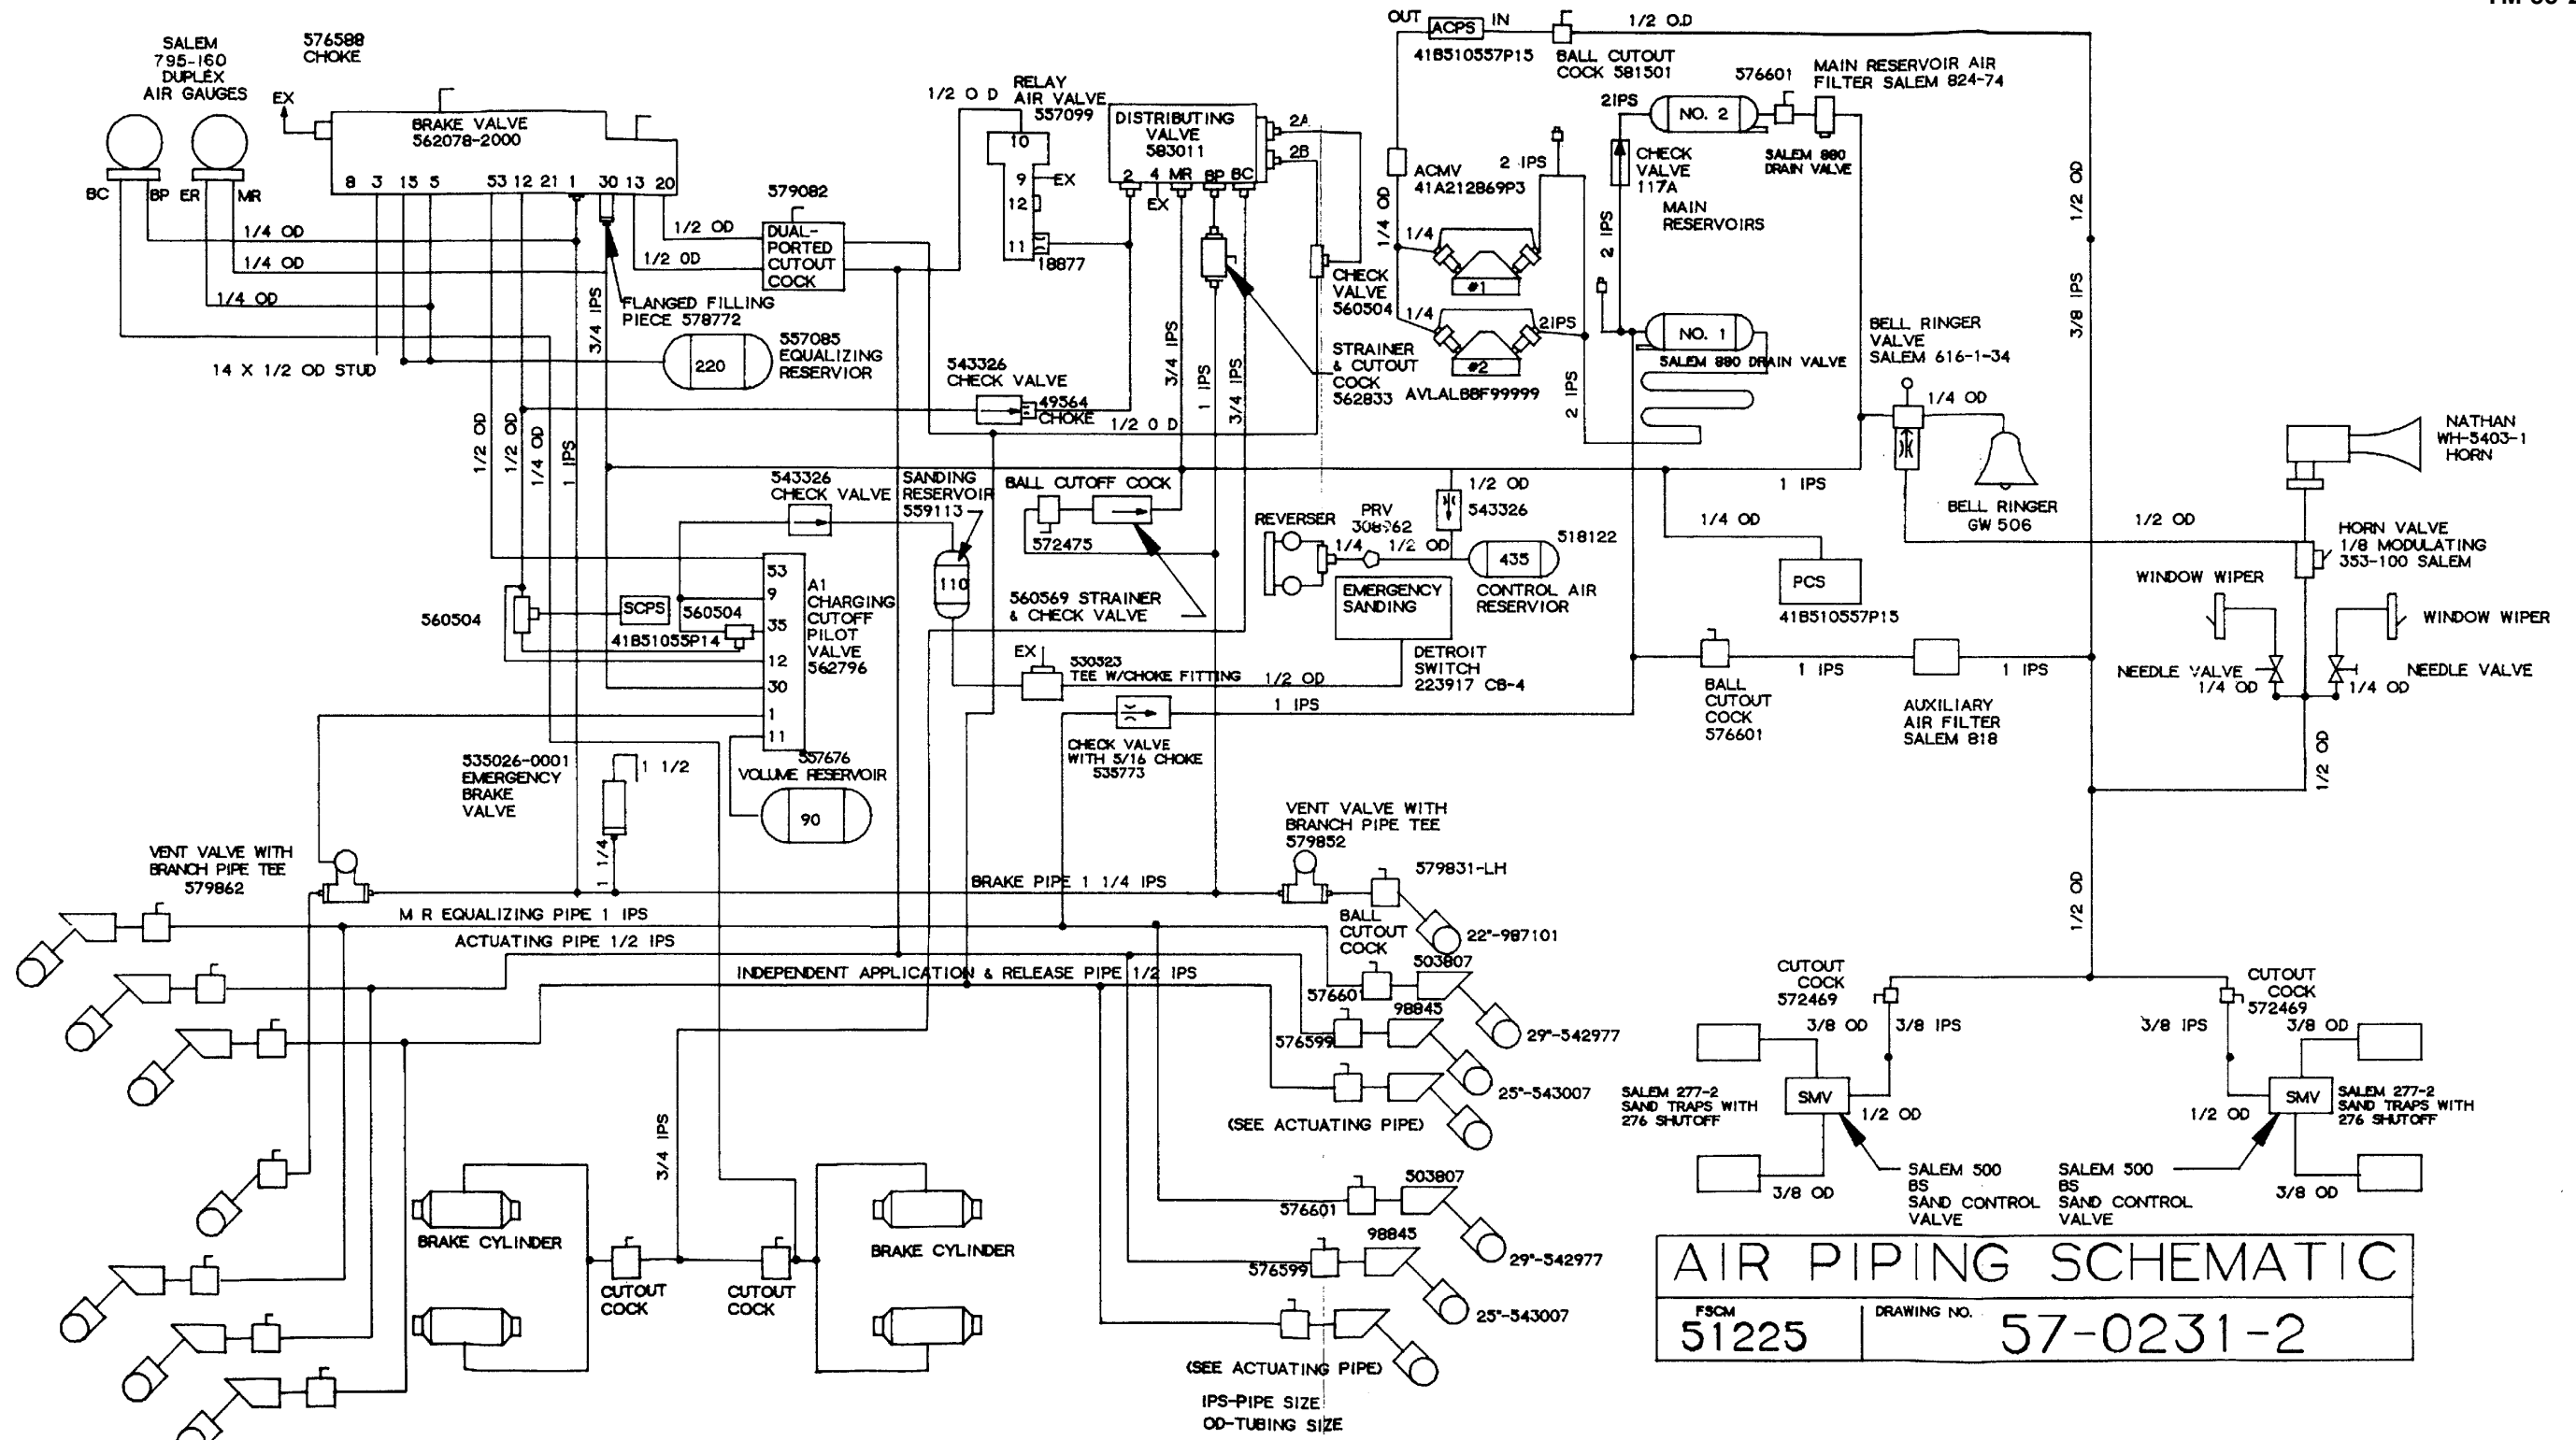 SALEM
795-160
DUPLEX
AIR GAUGES
576588
CHOKE
EX
BRAKE VALVE
562078-2000
8 3 15 5 53 12 21 1 30 13 20
BC BP ER MR
1/4 OD
1/4 OD
1/4 OD
14 X 1/2 OD STUD
3/4 IPS
FLANGED FILLING
PIECE 578772
220
557085
EQUALIZING
RESERVIOR
1/2 OD
1/2 OD
579082
DUAL-
PORTED
CUTOUT
COCK
1/2 O D
RELAY
AIR VALVE
557099
10
9
EX
12
11
18877
DISTRIBUTING
VALVE
583011
2 4 MR BP BC
EX
2A
2B
CHECK
VALVE
560504
STRAINER
& CUTOUT
COCK
562833
543326
CHECK VALVE
49564
CHOKE
1/2 O D
3/4 IPS
1 IPS
3/4 IPS
OUT
ACPS
IN
41B510557P15
BALL CUTOUT
COCK 581501
1/2 O.D
ACMV
41A212869P3
1/4 OD
1/4
#1
1/4
#2
AVLAL8BF99999
2 IPS
2IPS
2 IPS
2IPS
NO. 2
CHECK
VALVE
117A
MAIN
RESERVOIRS
2 IPS
576601
MAIN RESERVOIR AIR
FILTER SALEM 824-74
SALEM 880
DRAIN VALVE
NO. 1
SALEM 880 DRAIN VALVE
BELL RINGER
VALVE
SALEM 616-1-34
1/4 OD
BELL RINGER
GW 506
1/2 OD
3/8 IPS
NATHAN
WH-5403-1
HORN
1/2 OD
HORN VALVE
1/8 MODULATING
353-100 SALEM
WINDOW WIPER
WINDOW WIPER
NEEDLE VALVE
1/4 OD
1/4 OD
NEEDLE VALVE
1/2 OD
1/2 OD
1/2 OD
1/4 OD
1 IPS
543326
CHECK VALVE
SANDING
RESERVOIR
559113
110
BALL CUTOFF COCK
572475
560569 STRAINER
& CHECK VALVE
REVERSER
PRV
1/4
1/2 OD
1/2 OD
543326
435
518122
CONTROL AIR
RESERVIOR
EMERGENCY
SANDING
DETROIT
SWITCH
223917 CB-4
1 IPS
1/4 OD
PCS
41B510557P15
BALL
CUTOUT
COCK
576601
1 IPS
1 IPS
AUXILIARY
AIR FILTER
SALEM 818
560504
SCPS
560504
41B51055P14
53
9
35
12
30
1
11
A1
CHARGING
CUTOFF
PILOT
VALVE
562796
EX
530523
TEE W/CHOKE FITTING
1/2 OD
1 IPS
CHECK VALVE
WITH 5/16 CHOKE
535773
535026-0001
EMERGENCY
BRAKE
VALVE
1 1/2
1 1/4
557676
VOLUME RESERVOIR
90
VENT VALVE WITH
BRANCH PIPE TEE
579862
VENT VALVE WITH
BRANCH PIPE TEE
579852
579831-LH
BALL
CUTOUT
COCK
22"-987101
BRAKE PIPE 1 1/4 IPS
M R EQUALIZING PIPE 1 IPS
ACTUATING PIPE 1/2 IPS
INDEPENDENT APPLICATION & RELEASE PIPE 1/2 IPS
503807
576601
29"-542977
98845
576599
25"-543007
(SEE ACTUATING PIPE)
503807
576601
29"-542977
98845
576599
25"-543007
(SEE ACTUATING PIPE)
3/4 IPS
BRAKE CYLINDER
CUTOUT
COCK
CUTOUT
COCK
BRAKE CYLINDER
1/2 OD
CUTOUT
COCK
572469
CUTOUT
COCK
572469
3/8 OD
3/8 IPS
3/8 IPS
3/8 OD
SALEM 277-2
SAND TRAPS WITH
276 SHUTOFF
SMV
1/2 OD
1/2 OD
SMV
SALEM 277-2
SAND TRAPS WITH
276 SHUTOFF
3/8 OD
3/8 OD
SALEM 500
BS
SAND CONTROL
VALVE
SALEM 500
BS
SAND CONTROL
VALVE
IPS-PIPE SIZE
OD-TUBING SIZE
AIR PIPING SCHEMATIC
FSCM
51225
DRAWING NO.
57-0231-2